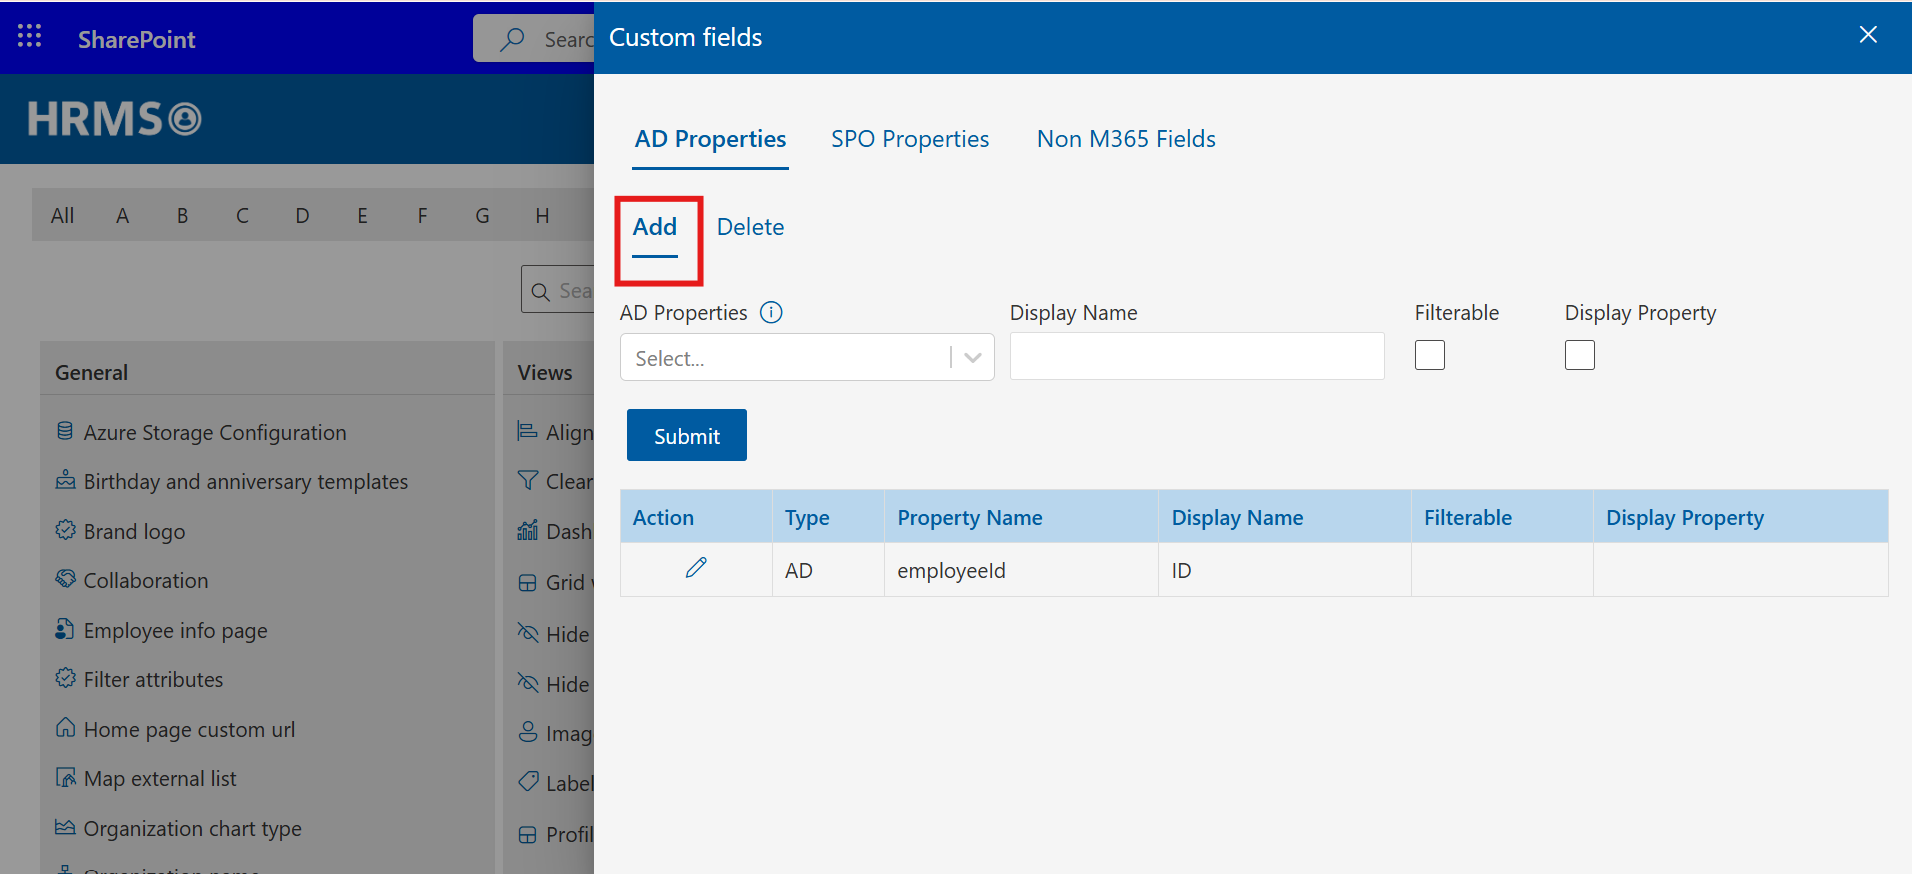 SharePoint
Searc
Custom fields
HRMS
AD Properties SPO Properties Non M365 Fields
All A B C D E F G H
Add Delete
Sea
AD Properties Display Name Filterable Display Property
Select...
General
Views
Submit
Azure Storage Configuration
Birthday and anniversary templates
Brand logo
Collaboration
Employee info page
Filter attributes
Home page custom url
Map external list
Organization chart type
Align
Clear
Dash
Grid
Hide
Hide
Imag
Label
Profil
Action Type Property Name Display Name Filterable Display Property
AD employeeId ID